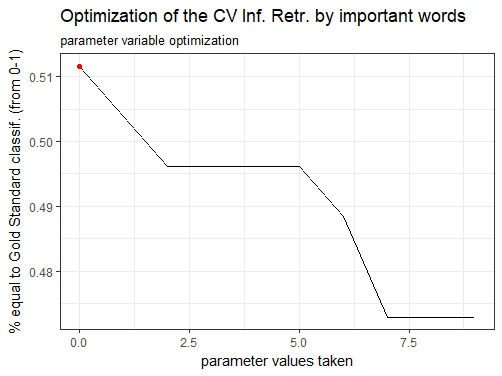 Optimization of the CV Inf. Retr. by important words
parameter variable optimization
% equal to Gold Standard classif. (from 0-1)
0.51
0.50
0.49
0.48
0.0 2.5 5.0 7.5
parameter values taken